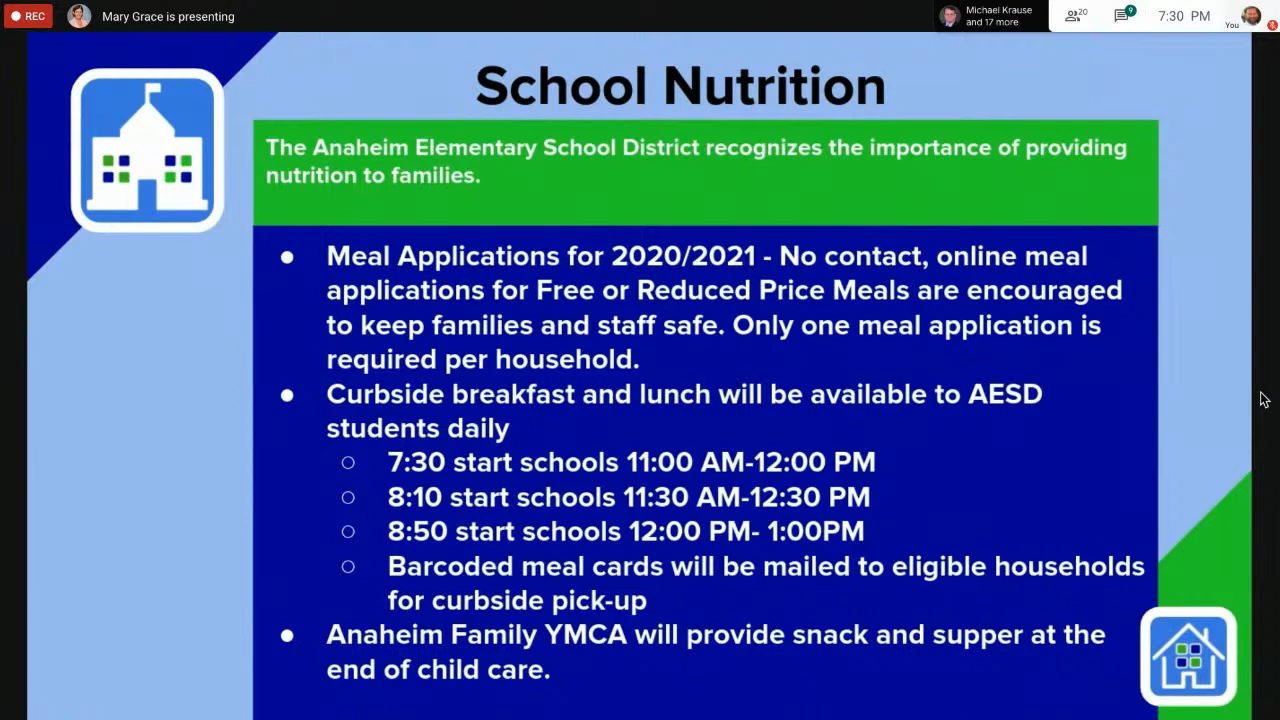 REC
Mary Grace is presenting
Michael Krause
and 17 more
20
9
7:30 PM
You
School Nutrition
The Anaheim Elementary School District recognizes the importance of providing
nutrition to families.
● Meal Applications for 2020/2021 - No contact, online meal
applications for Free or Reduced Price Meals are encouraged
to keep families and staff safe. Only one meal application is
required per household.
● Curbside breakfast and lunch will be available to AESD
students daily
○ 7:30 start schools 11:00 AM-12:00 PM
○ 8:10 start schools 11:30 AM-12:30 PM
○ 8:50 start schools 12:00 PM- 1:00PM
○ Barcoded meal cards will be mailed to eligible households
for curbside pick-up
● Anaheim Family YMCA will provide snack and supper at the
end of child care.